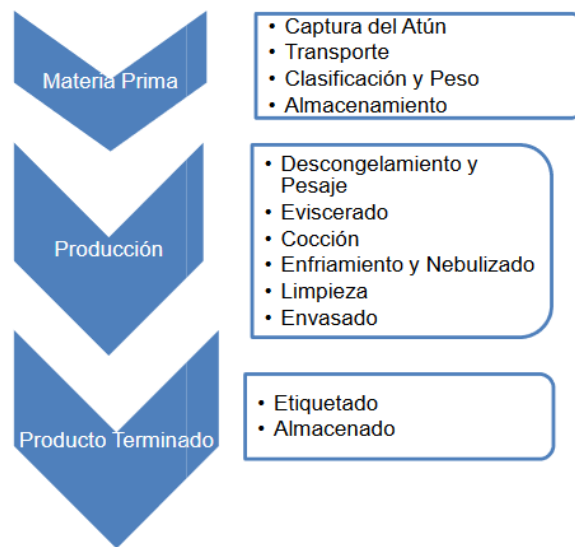 Materia Prima
• Captura del Atún
• Transporte
• Clasificación y Peso
• Almacenamiento
Producción
• Descongelamiento y
Pesaje
• Eviscerado
• Cocción
• Enfriamiento y Nebulizado
• Limpieza
• Envasado
Producto Terminado
• Etiquetado
• Almacenado